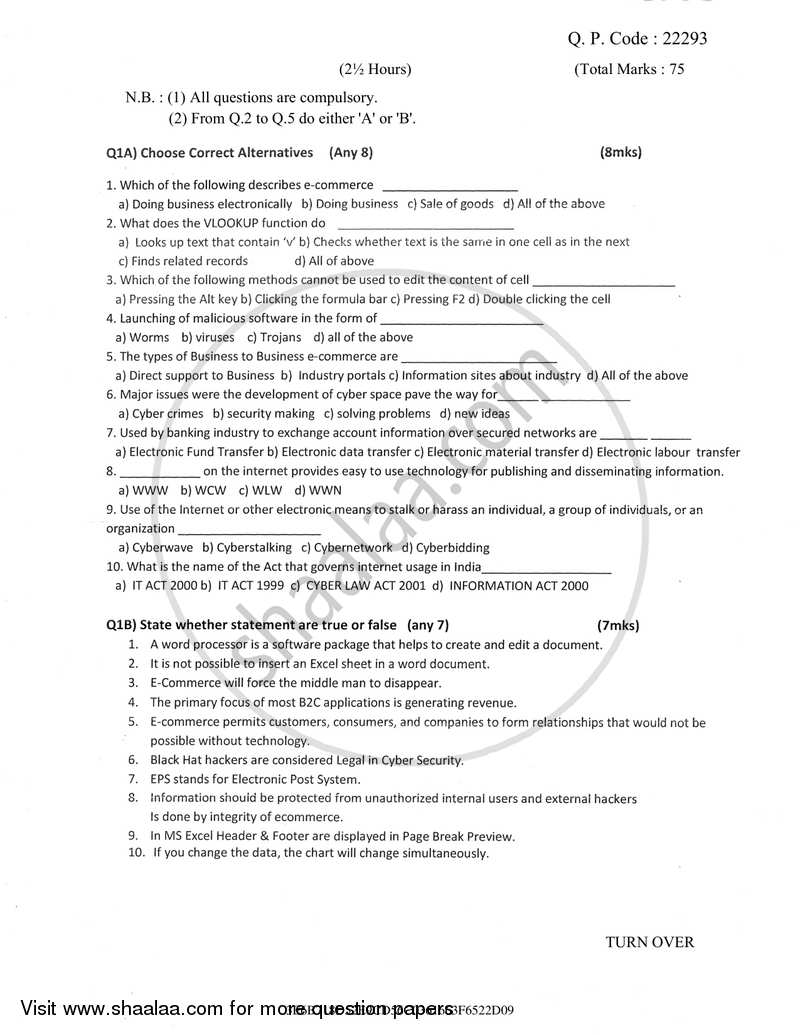 Q. P. Code : 22293
(2½ Hours) (Total Marks : 75
N.B. : (1) All questions are compulsory.
(2) From Q.2 to Q.5 do either 'A' or 'B'.
Q1A) Choose Correct Alternatives (Any 8) (8mks)
1. Which of the following describes e-commerce ____________________
a) Doing business electronically b) Doing business c) Sale of goods d) All of the above
2. What does the VLOOKUP function do ____________________
a) Looks up text that contain 'v' b) Checks whether text is the same in one cell as in the next
c) Finds related records d) All of above
3. Which of the following methods cannot be used to edit the content of cell ____________________
a) Pressing the Alt key b) Clicking the formula bar c) Pressing F2 d) Double clicking the cell
4. Launching of malicious software in the form of ____________________
a) Worms b) viruses c) Trojans d) all of the above
5. The types of Business to Business e-commerce are ____________________
a) Direct support to Business b) Industry portals c) Information sites about industry d) All of the above
6. Major issues were the development of cyber space pave the way for____________________
a) Cyber crimes b) security making c) solving problems d) new ideas
7. Used by banking industry to exchange account information over secured networks are _______ ______
a) Electronic Fund Transfer b) Electronic data transfer c) Electronic material transfer d) Electronic labour transfer
8. ____________ on the internet provides easy to use technology for publishing and disseminating information.
a) WWW b) WCW c) WLW d) WWN
9. Use of the Internet or other electronic means to stalk or harass an individual, a group of individuals, or an
organization ____________________
a) Cyberwave b) Cyberstalking c) Cybernetwork d) Cyberbidding
10. What is the name of the Act that governs internet usage in India____________________
a) IT ACT 2000 b) IT ACT 1999 c) CYBER LAW ACT 2001 d) INFORMATION ACT 2000
Q1B) State whether statement are true or false (any 7) (7mks)
1. A word processor is a software package that helps to create and edit a document.
2. It is not possible to insert an Excel sheet in a word document.
3. E-Commerce will force the middle man to disappear.
4. The primary focus of most B2C applications is generating revenue.
5. E-commerce permits customers, consumers, and companies to form relationships that would not be
possible without technology.
6. Black Hat hackers are considered Legal in Cyber Security.
7. EPS stands for Electronic Post System.
8. Information should be protected from unauthorized internal users and external hackers
Is done by integrity of ecommerce.
9. In MS Excel Header & Footer are displayed in Page Break Preview.
10. If you change the data, the chart will change simultaneously.
shaalaa.com
TURN OVER
Visit www.shaalaa.com for more question papers